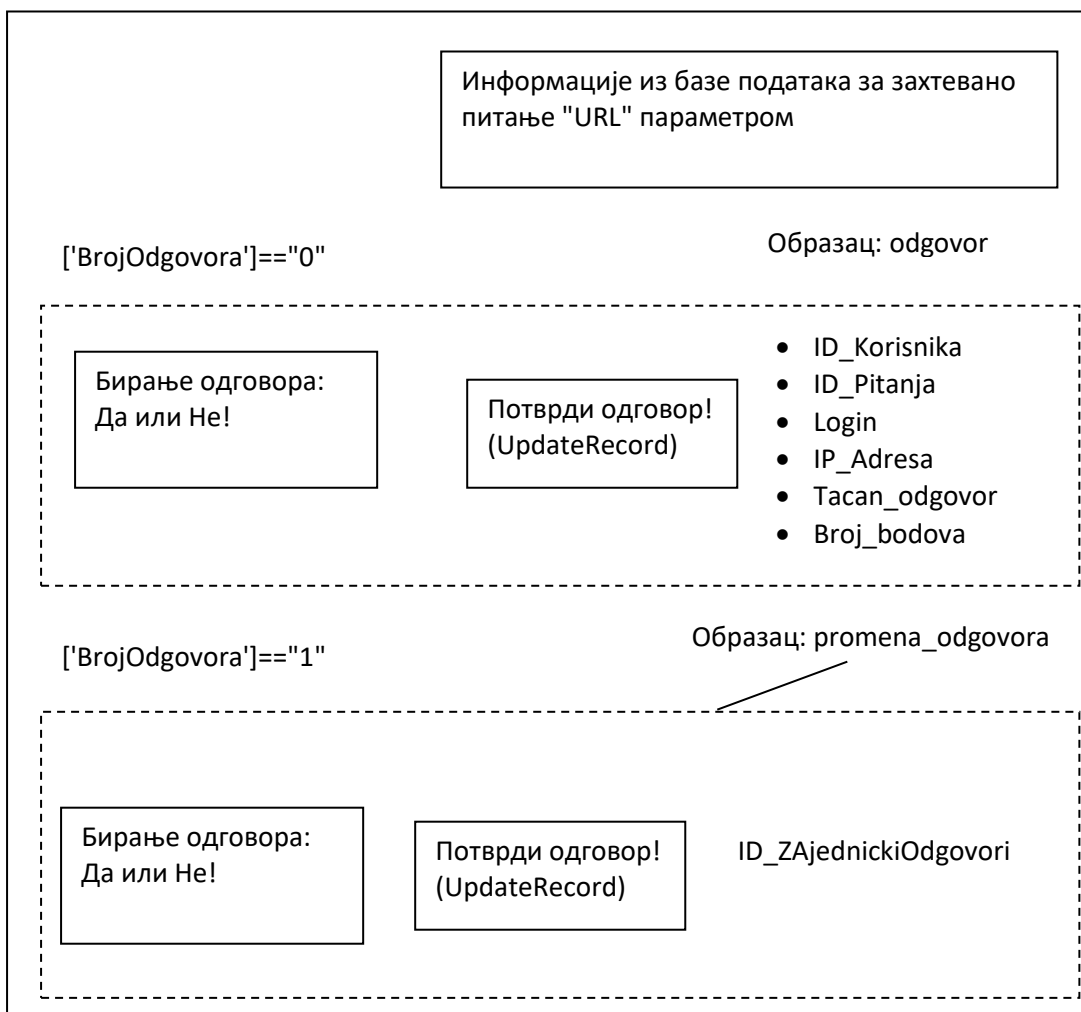 Информације из базе података за захтевано
питање "URL" параметром
['BrojOdgovora']=="0"
Образац: odgovor
Бирање одговора:
Да или Не!
Потврди одговор!
(UpdateRecord)
• ID_Korisnika
• ID_Pitanja
• Login
• IP_Adresa
• Tacan_odgovor
• Broj_bodova
['BrojOdgovora']=="1"
Образац: promena_odgovora
Бирање одговора:
Да или Не!
Потврди одговор!
(UpdateRecord)
ID_ZAjednickiOdgovori